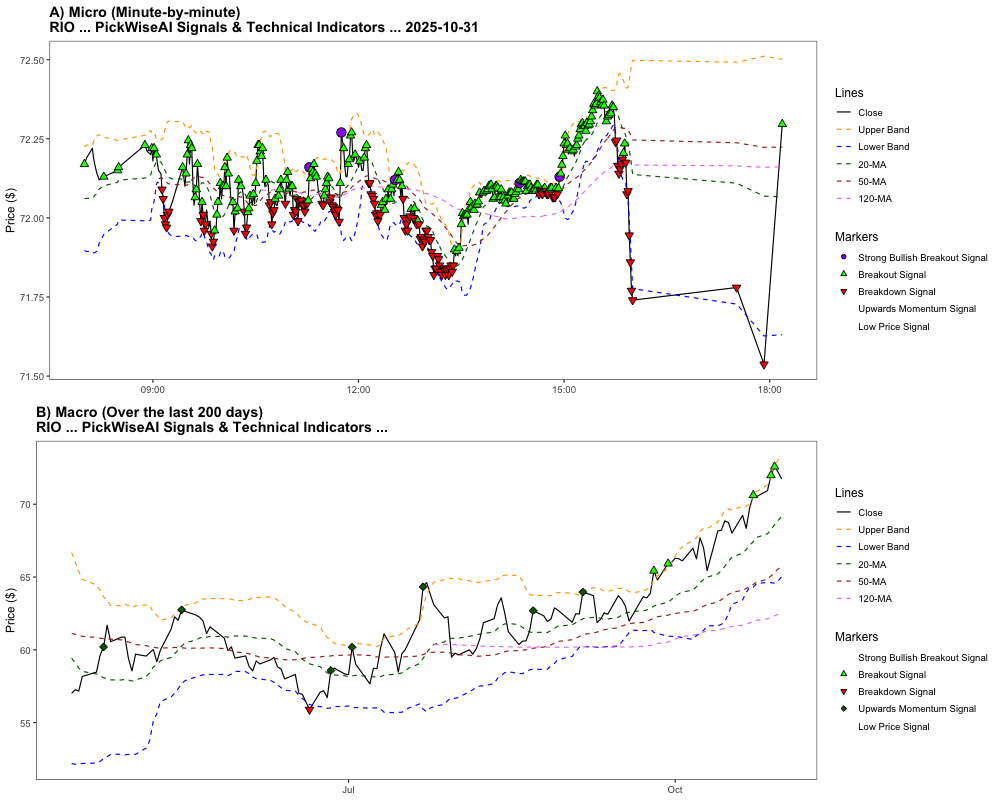 A) Micro (Minute-by-minute)
RIO ... PickWiseAI Signals & Technical Indicators ... 2025-10-31
72.50
72.25
72.00
71.75
71.50
Price ($)
09:00
12:00
15:00
18:00
Lines
Close
Upper Band
Lower Band
20-MA
50-MA
120-MA
Markers
Strong Bullish Breakout Signal
Breakout Signal
Breakdown Signal
Upwards Momentum Signal
Low Price Signal
B) Macro (Over the last 200 days)
RIO ... PickWiseAI Signals & Technical Indicators ...
70
65
60
55
Price ($)
Jul
Oct
Lines
Close
Upper Band
Lower Band
20-MA
50-MA
120-MA
Markers
Strong Bullish Breakout Signal
Breakout Signal
Breakdown Signal
Upwards Momentum Signal
Low Price Signal